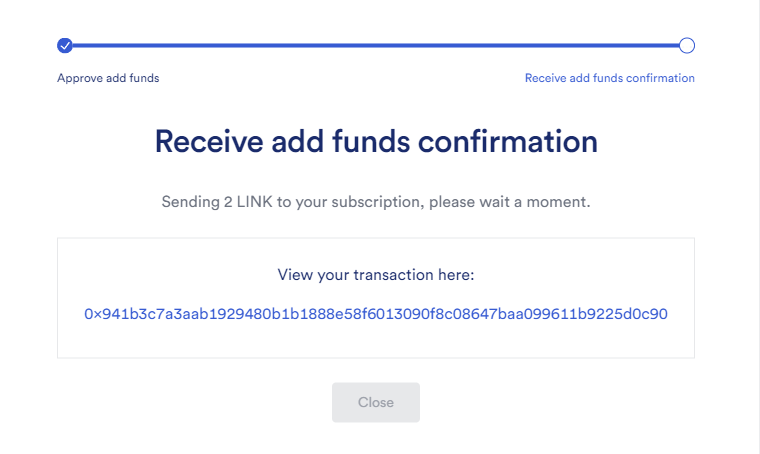 Approve add funds
Receive add funds confirmation
Receive add funds confirmation
Sending 2 LINK to your subscription, please wait a moment.
View your transaction here:
0x941b3c7a3aab1929480b1b1888e58f6013090f8c08647baa099611b9225d0c90
Close